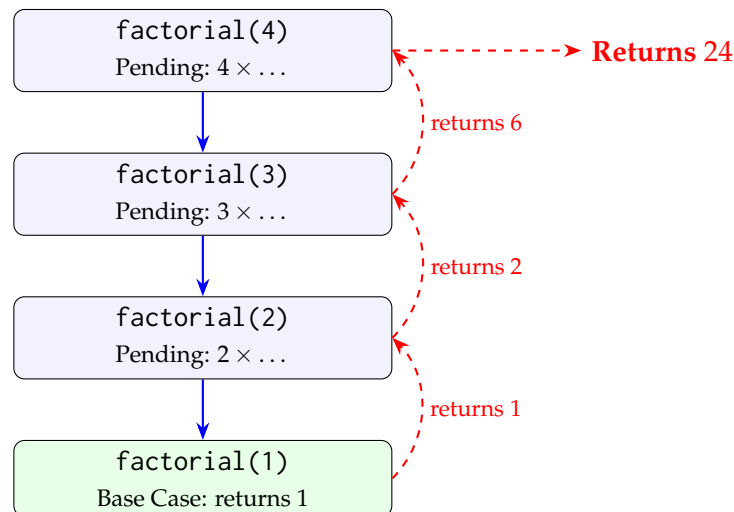 factorial(4)
Pending: 4 × ...
Returns 24
returns 6
factorial(3)
Pending: 3 × ...
returns 2
factorial(2)
Pending: 2 × ...
returns 1
factorial(1)
Base Case: returns 1